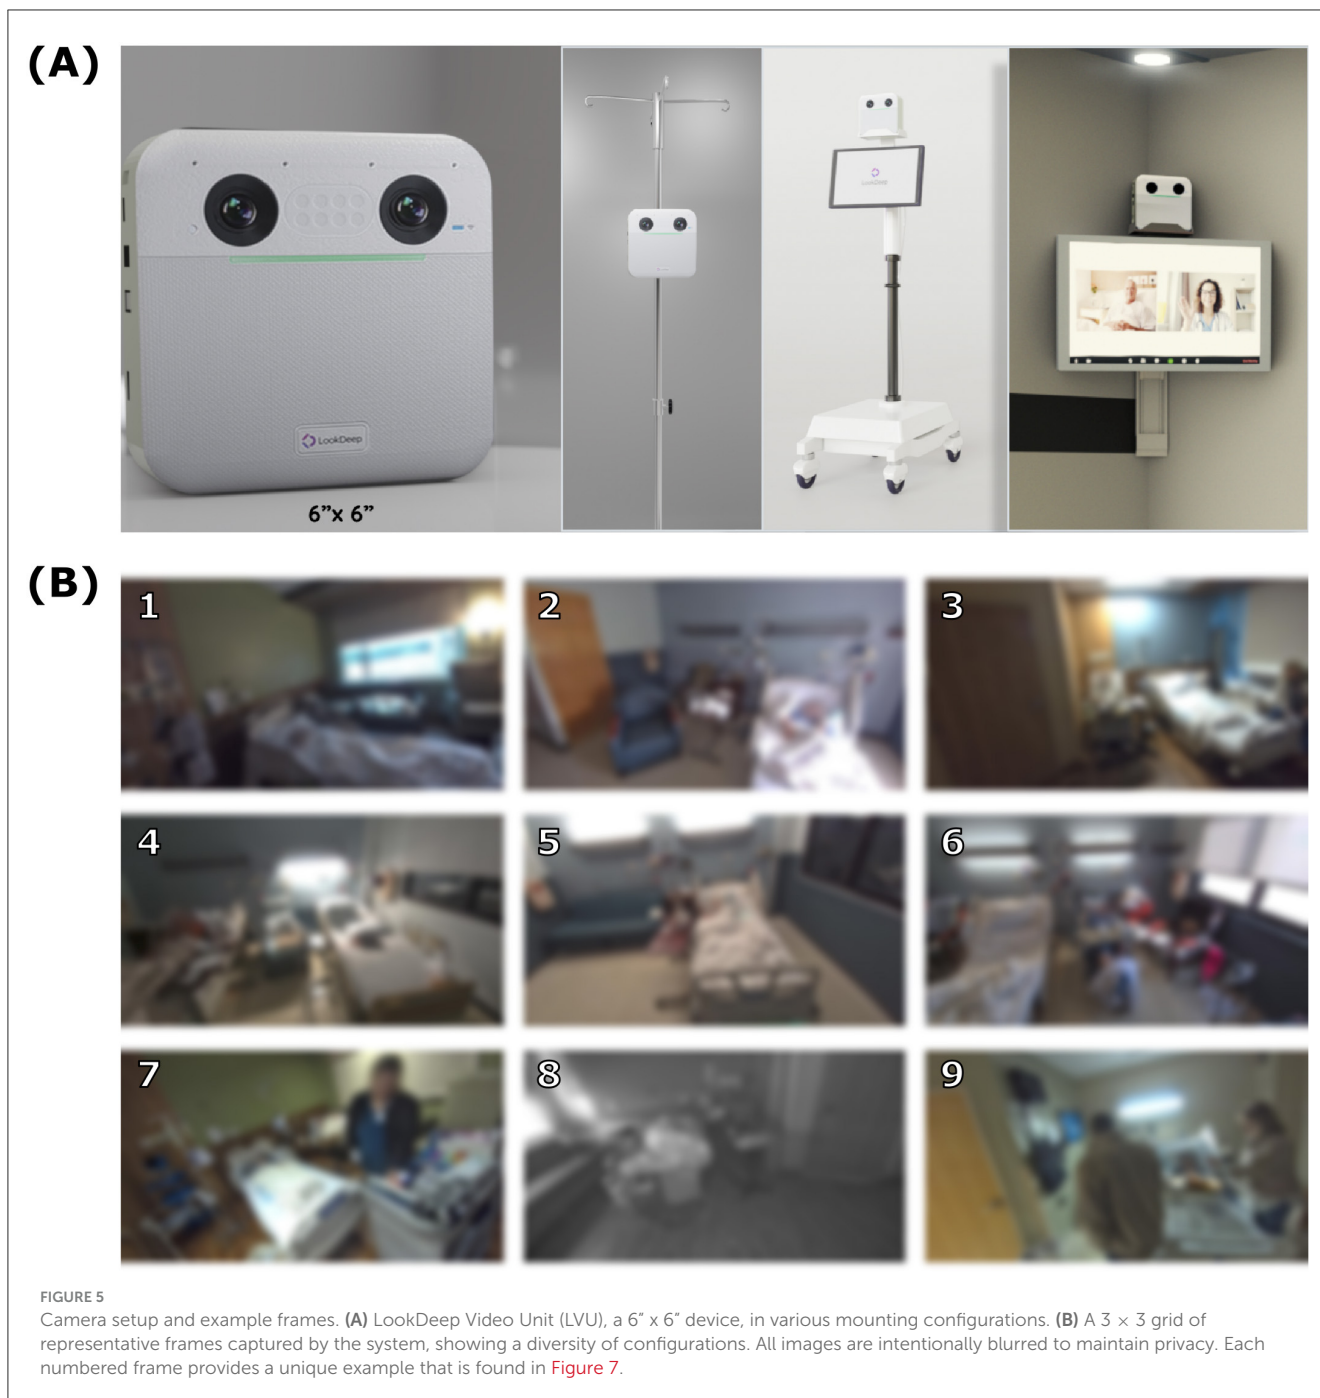 (A)
LookDeep
6”x 6”
LookDeep
(B)
1
2
3
4
5
6
7
8
9
FIGURE 5
Camera setup and example frames. (A) LookDeep Video Unit (LVU), a 6” x 6” device, in various mounting configurations. (B) A 3 × 3 grid of
representative frames captured by the system, showing a diversity of configurations. All images are intentionally blurred to maintain privacy. Each
numbered frame provides a unique example that is found in Figure 7.